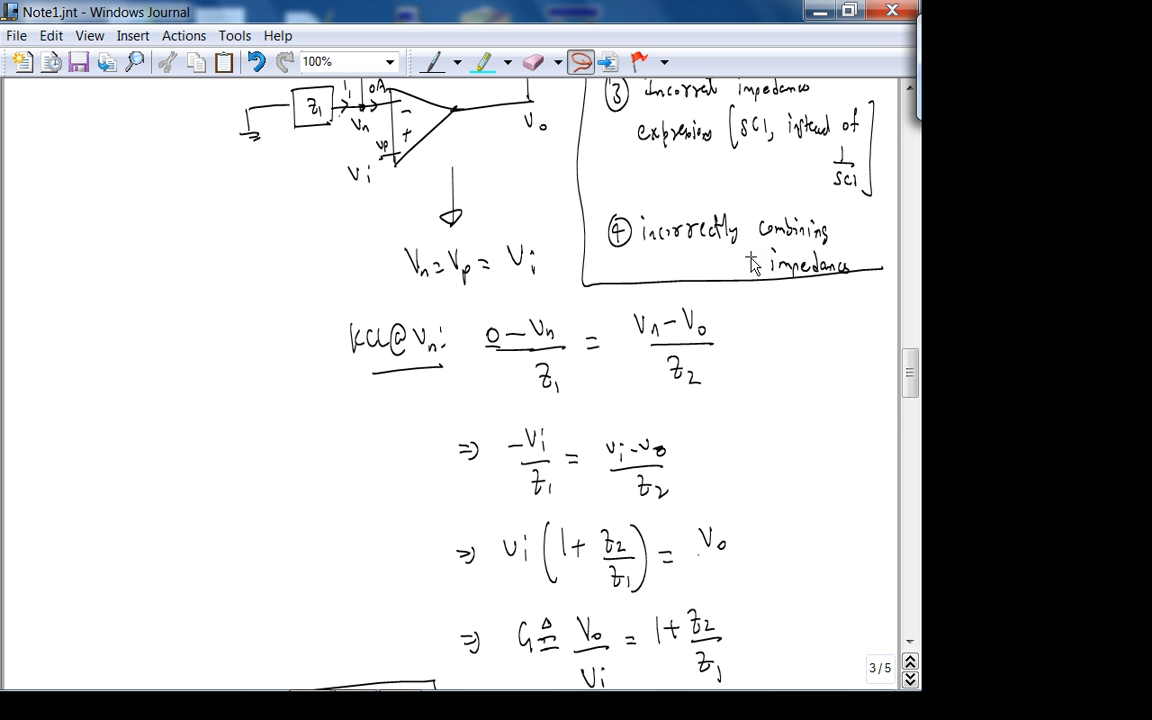 Note1.jnt - Windows Journal
File Edit View Insert Actions Tools Help
100%
Z1 0A
Vn
Vp
- +
Vi
Vo
③ Incorrect impedance
expression [SC1, instead of
1/SC1]
④ incorrectly combining
impedance
Vn = Vp = Vi
KCL@Vn: (0 - Vn)/Z1 = (Vn - Vo)/Z2
⇒ -Vi/Z1 = (Vi - Vo)/Z2
⇒ Vi (1 + Z2/Z1) = Vo
⇒ G ≜ Vo/Vi = 1 + Z2/Z1
3 / 5